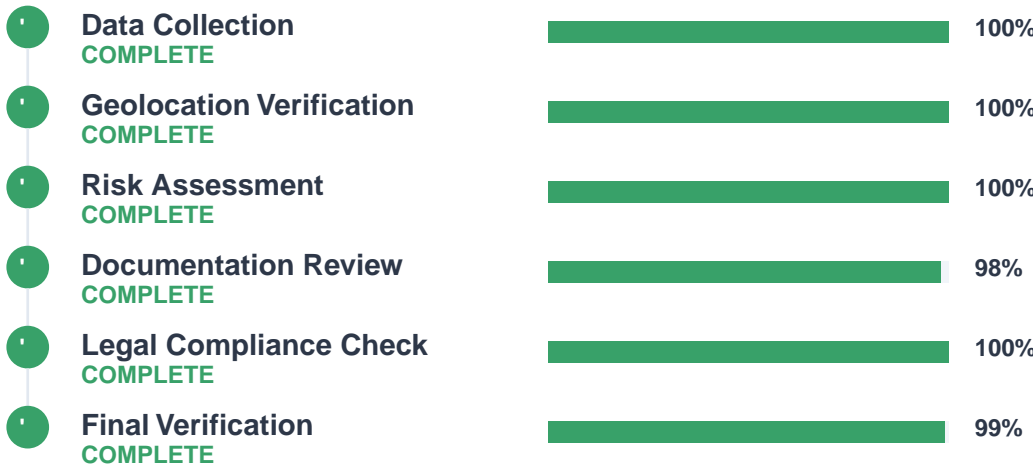 Data Collection 100%
COMPLETE
Geolocation Verification 100%
COMPLETE
Risk Assessment 100%
COMPLETE
Documentation Review 98%
COMPLETE
Legal Compliance Check 100%
COMPLETE
Final Verification 99%
COMPLETE